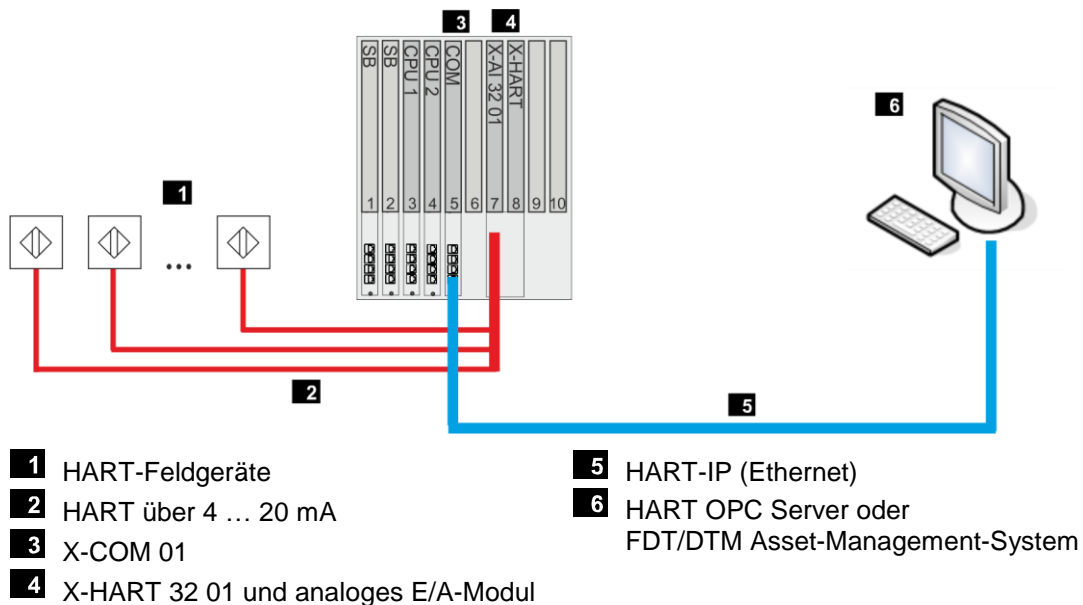 3 4
SB SB CPU 1 CPU 2 COM X-AI 32 01 X-HART
6
1
1 2 3 4 5 6 7 8 9 10
...
2
5
1 HART-Feldgeräte
2 HART über 4 … 20 mA
3 X-COM 01
4 X-HART 32 01 und analoges E/A-Modul
5 HART-IP (Ethernet)
6 HART OPC Server oder
FDT/DTM Asset-Management-System